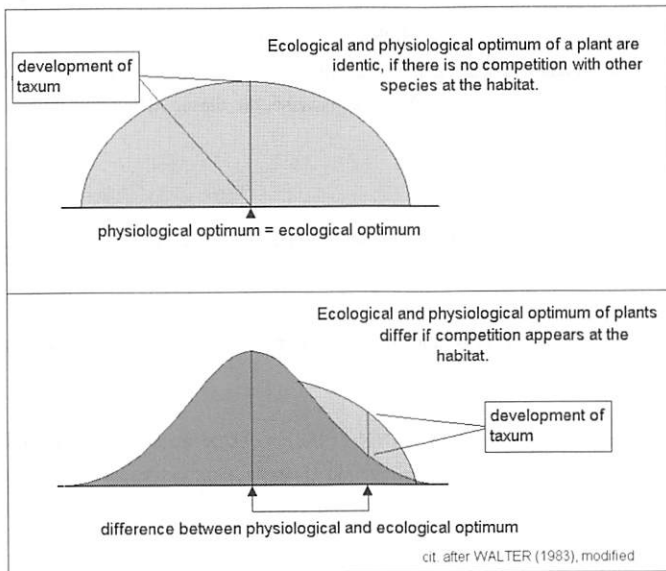 Ecological and physiological optimum of a plant are
identic, if there is no competition with other
species at the habitat.
development of
taxum
physiological optimum = ecological optimum
Ecological and physiological optimum of plants
differ if competition appears at the
habitat.
development of
taxum
difference between physiological and ecological optimum
cit. after WALTER (1983), modified